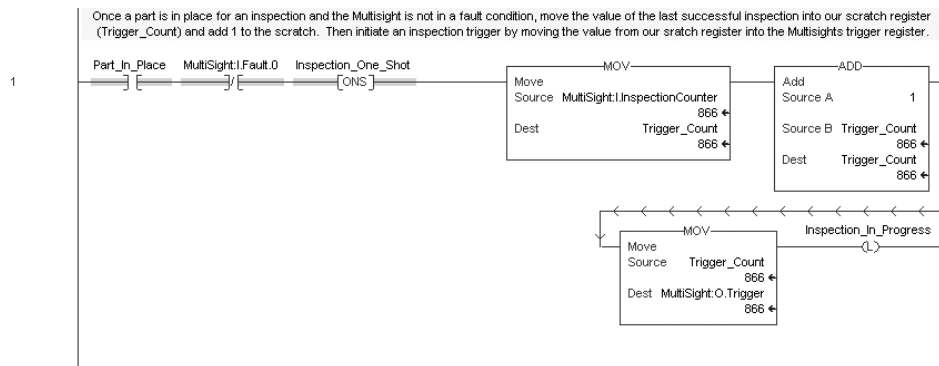 Once a part is in place for an inspection and the Multisight is not in a fault condition, move the value of the last successful inspection into our scratch register
(Trigger_Count) and add 1 to the scratch.  Then initiate an inspection trigger by moving the value from our sratch register into the Multisights trigger register.
Part_In_Place MultiSight:I.Fault.0 Inspection_One_Shot
1
ONS
MOV
Move
Source MultiSight:I.InspectionCounter
866
Dest Trigger_Count
866
ADD
Add
Source A 1
Source B Trigger_Count
866
Dest Trigger_Count
866
MOV
Move
Source Trigger_Count
866
Dest MultiSight:O.Trigger
866
Inspection_In_Progress
L